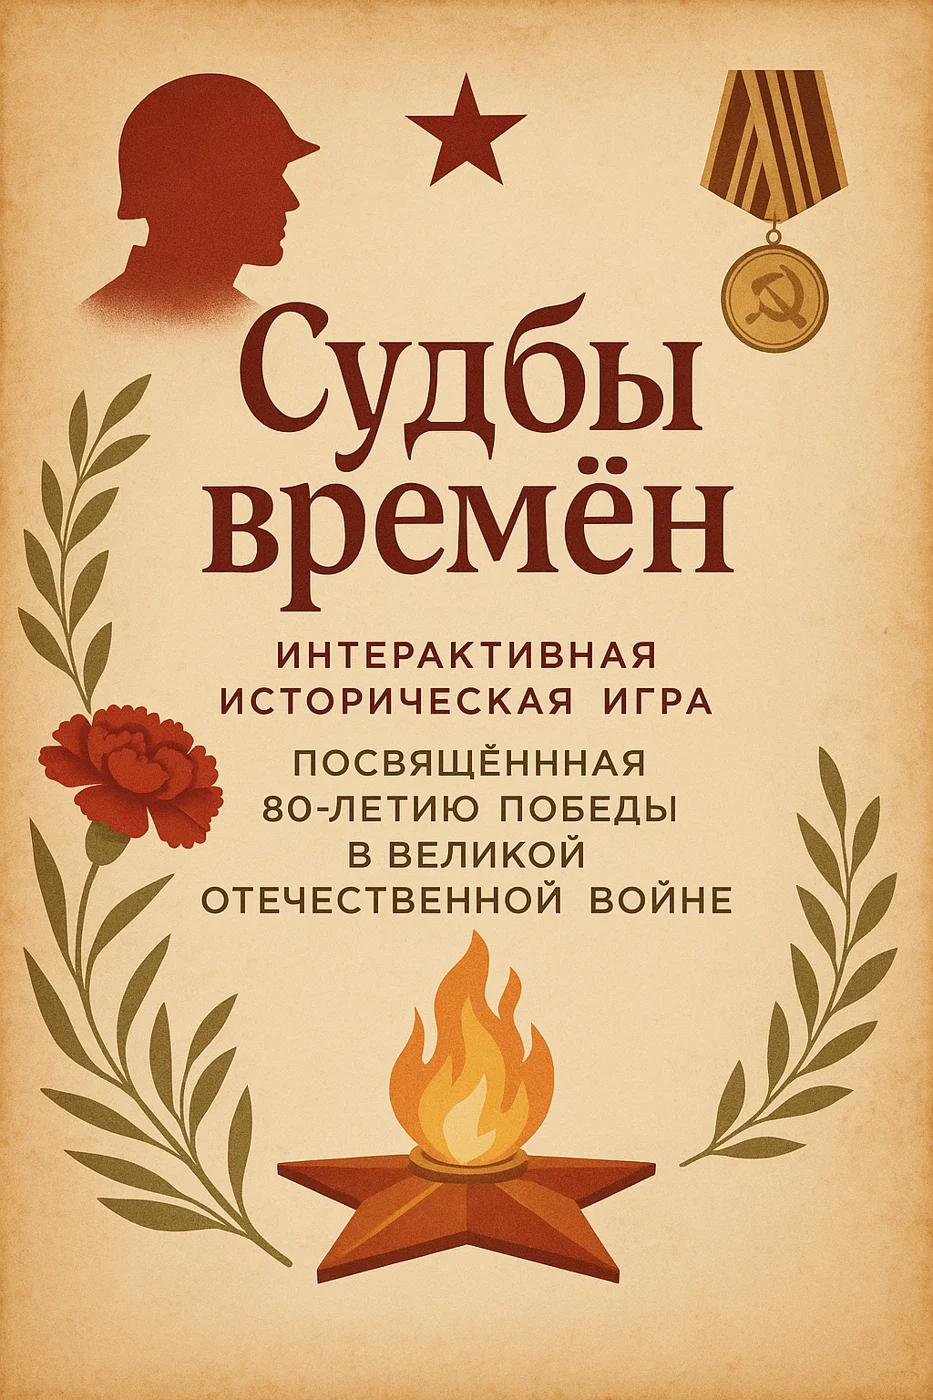 Судбы
времён
ИНТЕРАКТИВНАЯ
ИСТОРИЧЕСКАЯ ИГРА
ПОСВЯЩЁНННАЯ
80-ЛЕТИЮ ПОБЕДЫ
В ВЕЛИКОЙ
ОТЕЧЕСТВЕННОЙ ВОЙНЕ